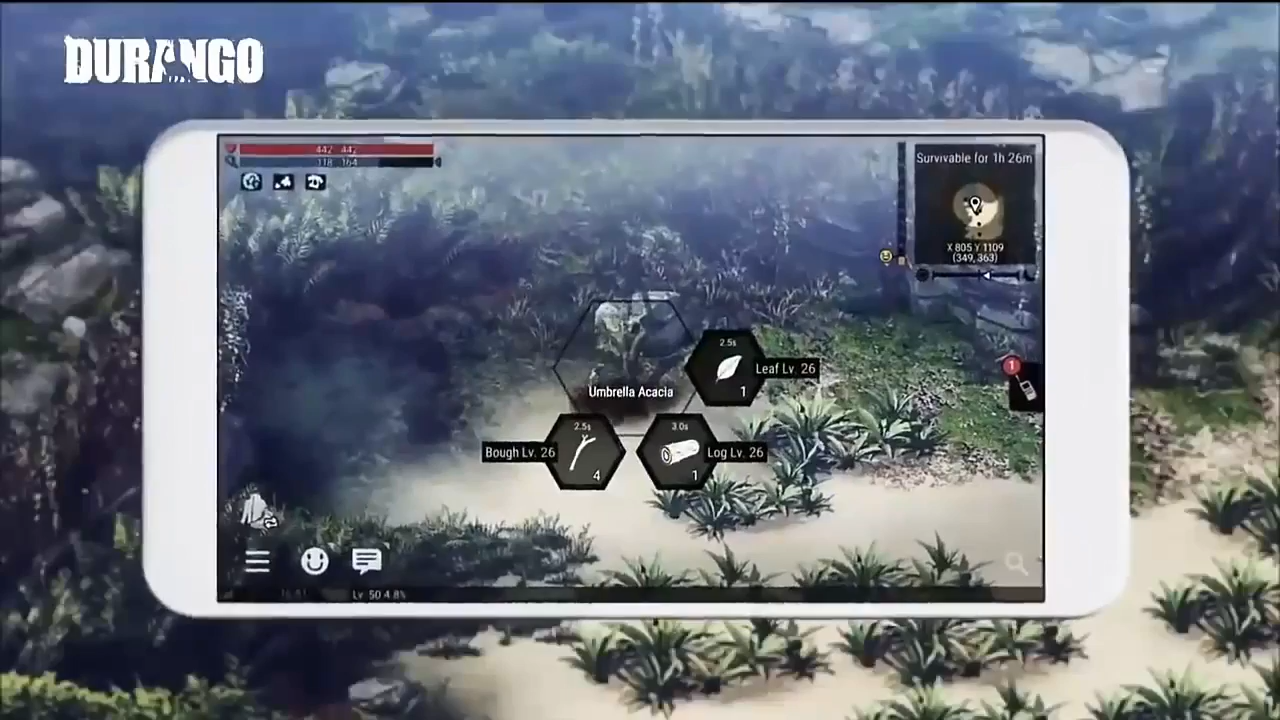 DURANGO
442 442
118 164
Survivable for 1h 26m
X 805 Y 1109
(349, 363)
2.5s
Leaf Lv. 26
1
1
Umbrella Acacia
2.5s
Bough Lv. 26
4
3.0s
Log Lv. 26
1
Lv. 50 4.8%